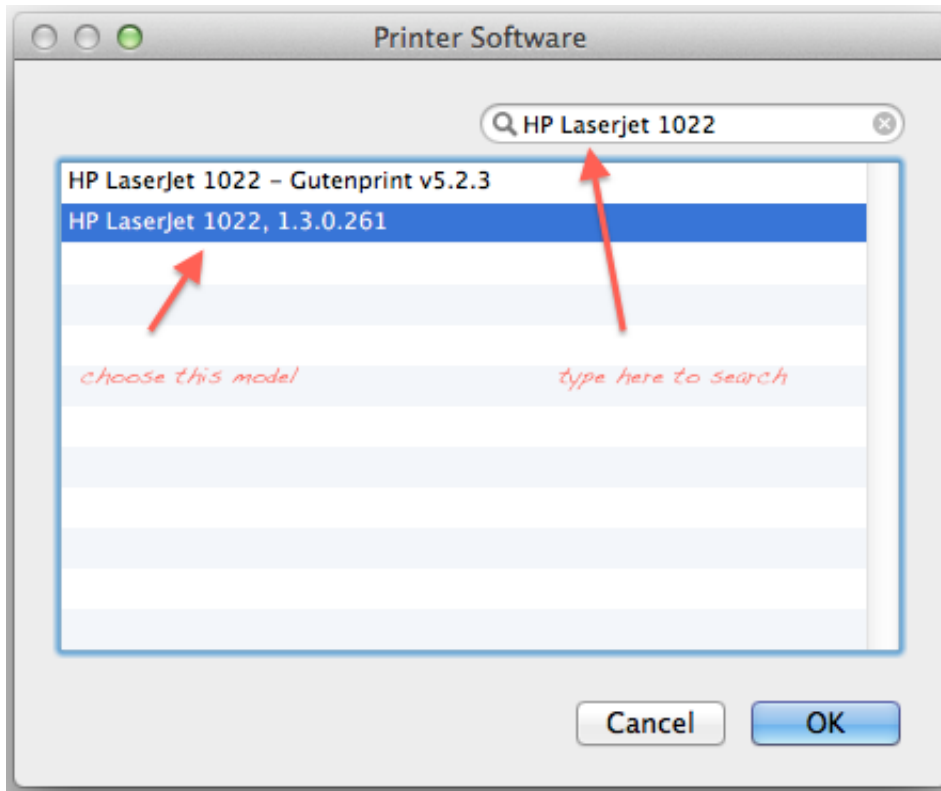 Printer Software
HP Laserjet 1022
HP LaserJet 1022 – Gutenprint v5.2.3
HP LaserJet 1022, 1.3.0.261
choose this model
type here to search
Cancel
OK